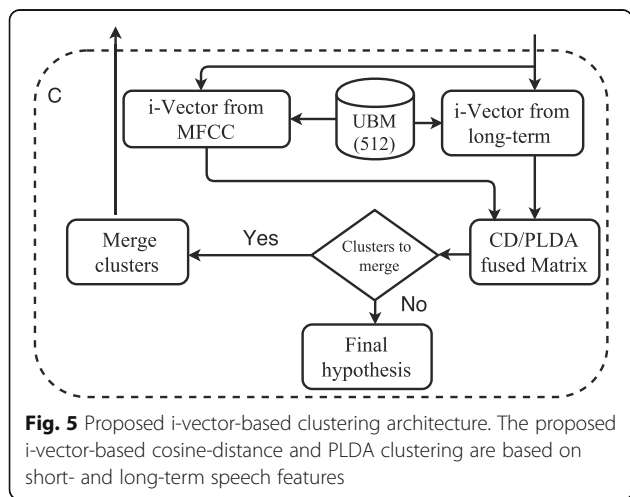 C
i-Vector from
MFCC
UBM
(512)
i-Vector from
long-term
Merge
clusters
Yes
Clusters to
merge
CD/PLDA
fused Matrix
No
Final
hypothesis
Fig. 5 Proposed i-vector-based clustering architecture. The proposed
i-vector-based cosine-distance and PLDA clustering are based on
short- and long-term speech features